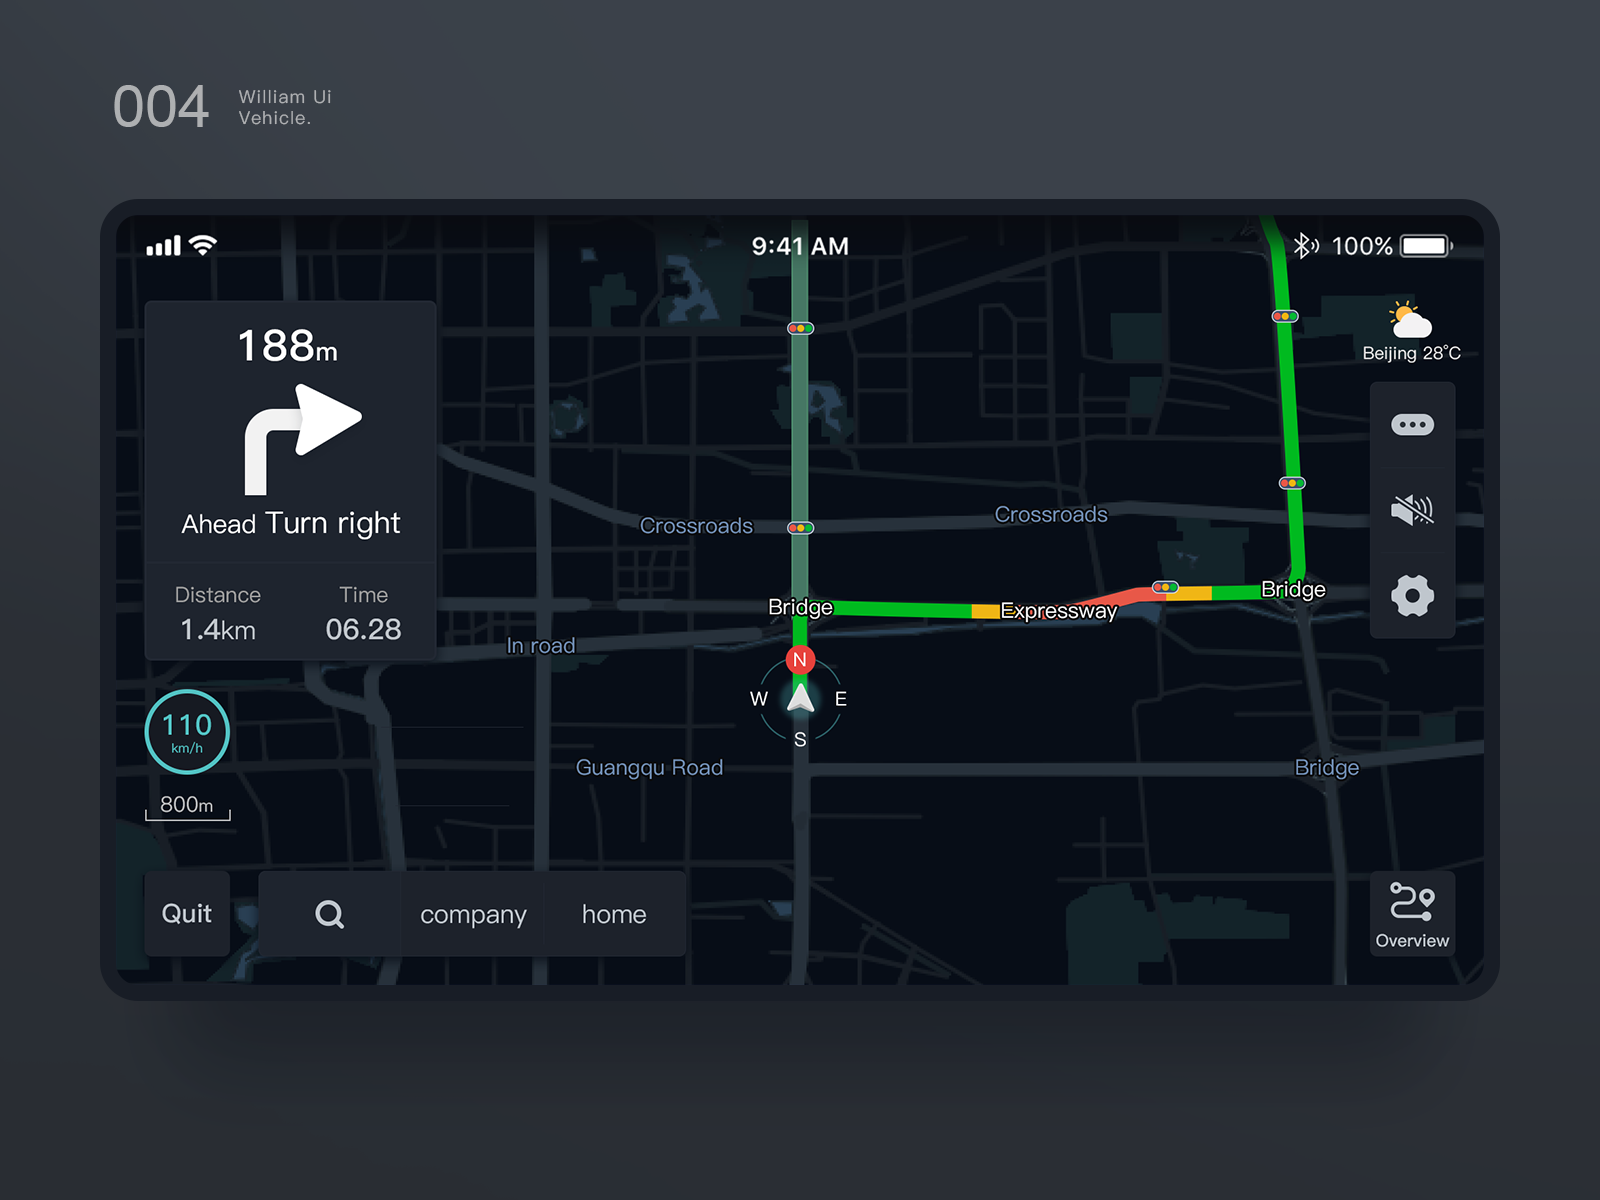 004
William Ui
Vehicle.
9:41 AM
100%
188m
Ahead Turn right
Distance
Time
1.4km
06.28
Beijing 28°C
Crossroads
Crossroads
Bridge
Expressway
Bridge
In road
N
W
E
S
110
km/h
Guangqu Road
Bridge
800m
Quit
company
home
Overview